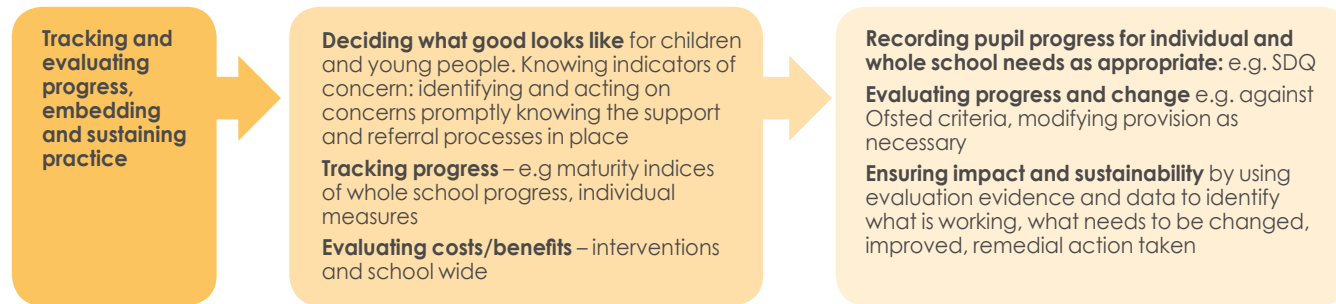 Tracking and
evaluating
progress,
embedding
and sustaining
practice
Deciding what good looks like for children
and young people. Knowing indicators of
concern: identifying and acting on
concerns promptly knowing the support
and referral processes in place
Tracking progress – e.g maturity indices
of whole school progress, individual
measures
Evaluating costs/benefits – interventions
and school wide
Recording pupil progress for individual and
whole school needs as appropriate: e.g. SDQ
Evaluating progress and change e.g. against
Ofsted criteria, modifying provision as
necessary
Ensuring impact and sustainability by using
evaluation evidence and data to identify
what is working, what needs to be changed,
improved, remedial action taken